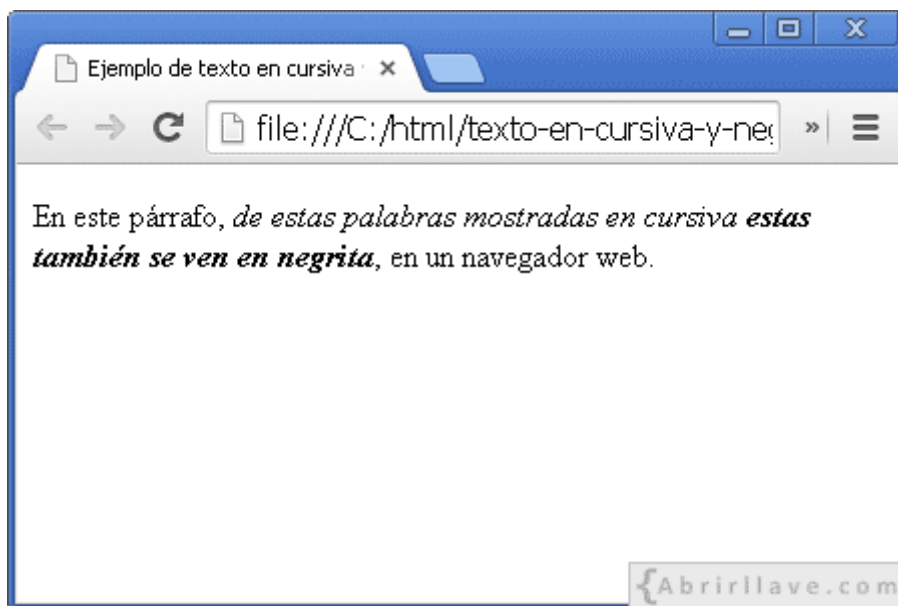 Ejemplo de texto en cursiva
file:///C:/html/texto-en-cursiva-y-neg
En este párrafo, de estas palabras mostradas en cursiva estas
también se ven en negrita, en un navegador web.
{Abrirllave.com